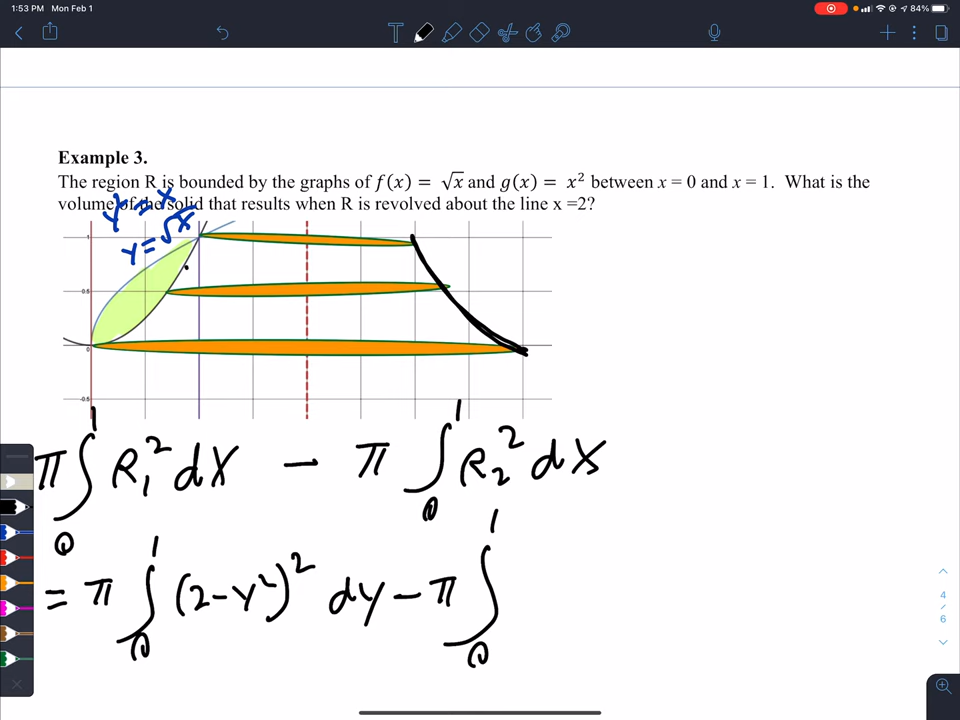 1:53 PM Mon Feb 1
84%
Example 3.
The region R is bounded by the graphs of f(x) = √x and g(x) = x² between x = 0 and x = 1. What is the
volume of the solid that results when R is revolved about the line x =2?
y² = x
y = √x
1
0.5
0
-0.5
π ∫₀¹ R₁² dX − π ∫₀¹ R₂² dX
= π ∫₀¹ (2-y²)² dy − π ∫₀¹
4
/
6